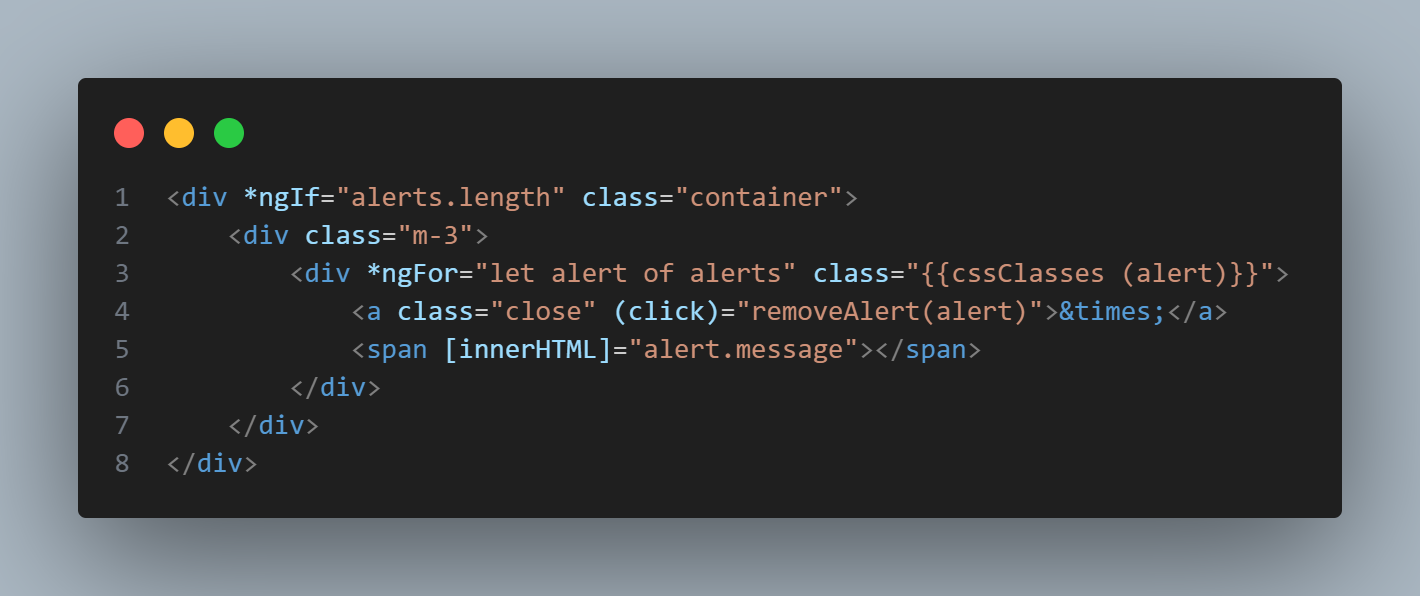 1 <div *ngIf="alerts.length" class="container">
2     <div class="m-3">
3         <div *ngFor="let alert of alerts" class="{{cssClasses (alert)}}">
4             <a class="close" (click)="removeAlert(alert)">&times;</a>
5             <span [innerHTML]="alert.message"></span>
6         </div>
7     </div>
8 </div>